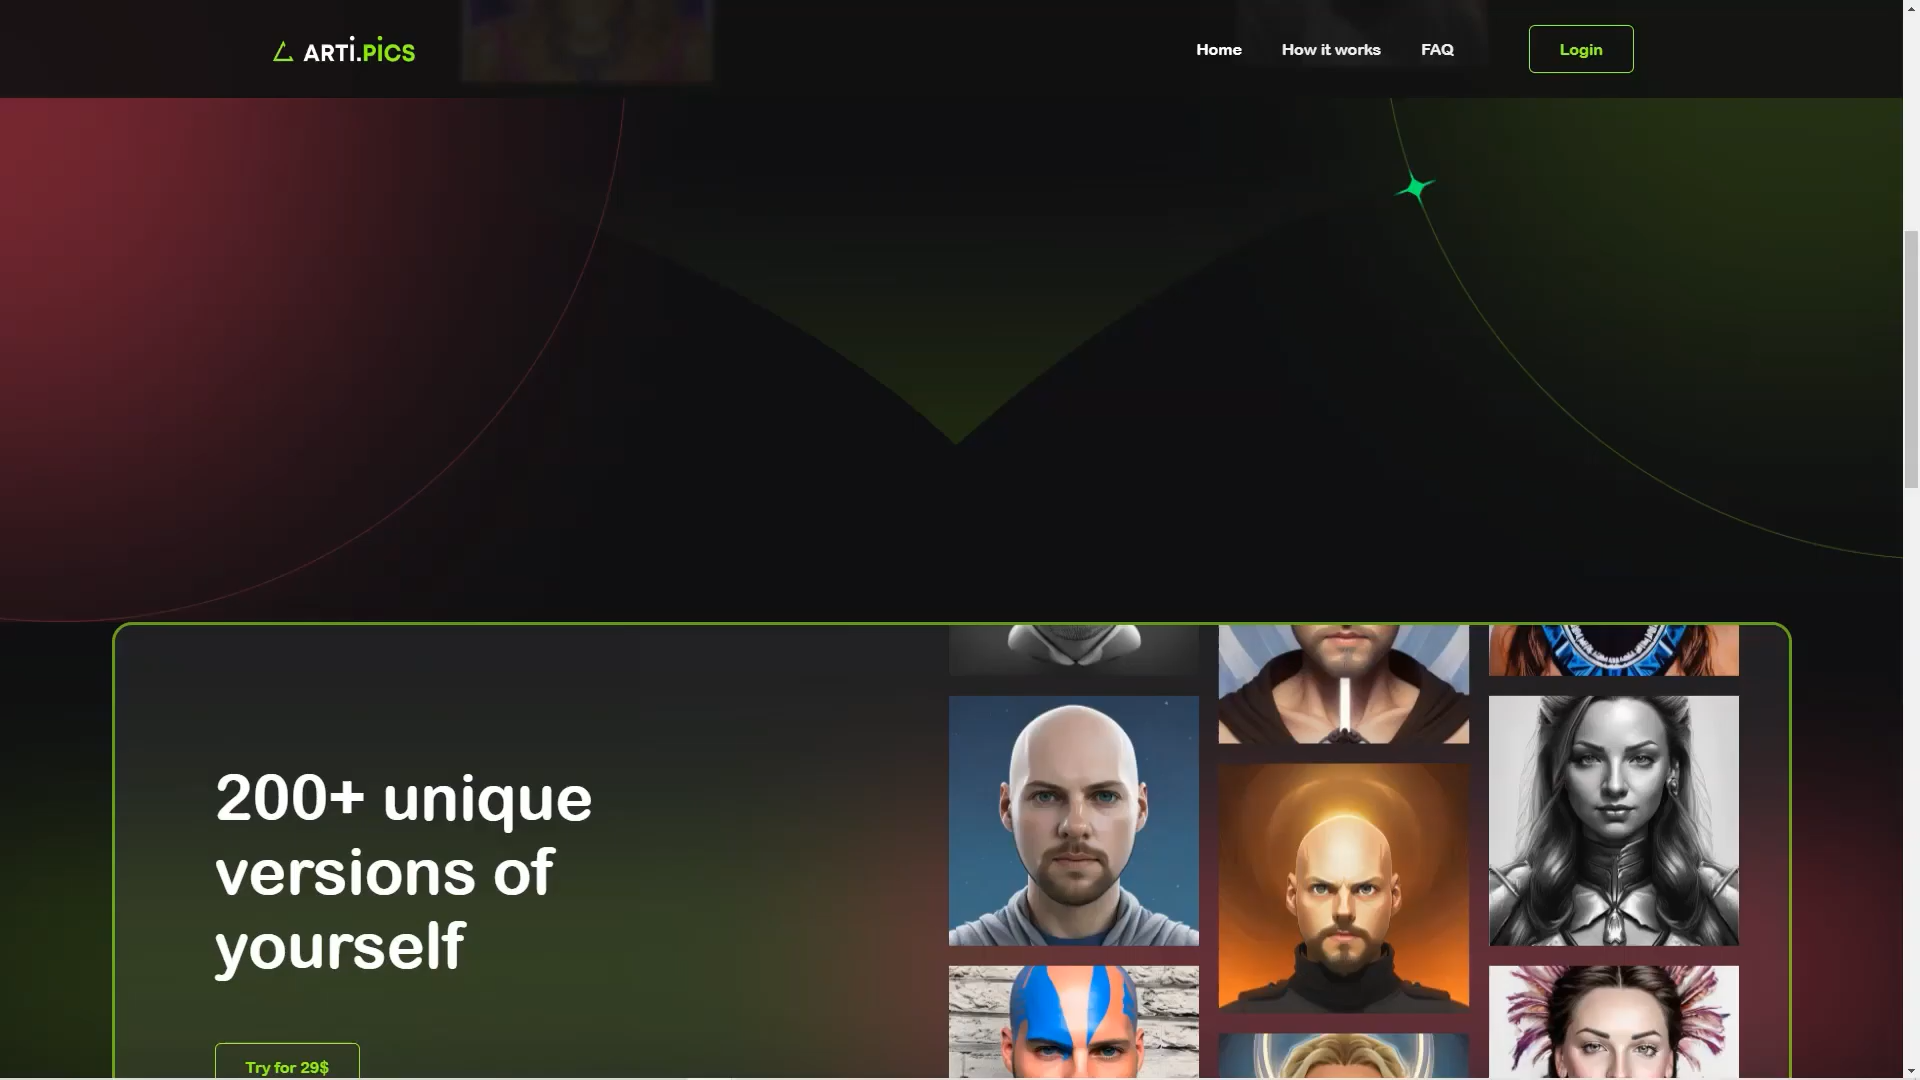 ARTi.PiCS
Home How it works FAQ Login
200+ unique
versions of
yourself
Try for 29$